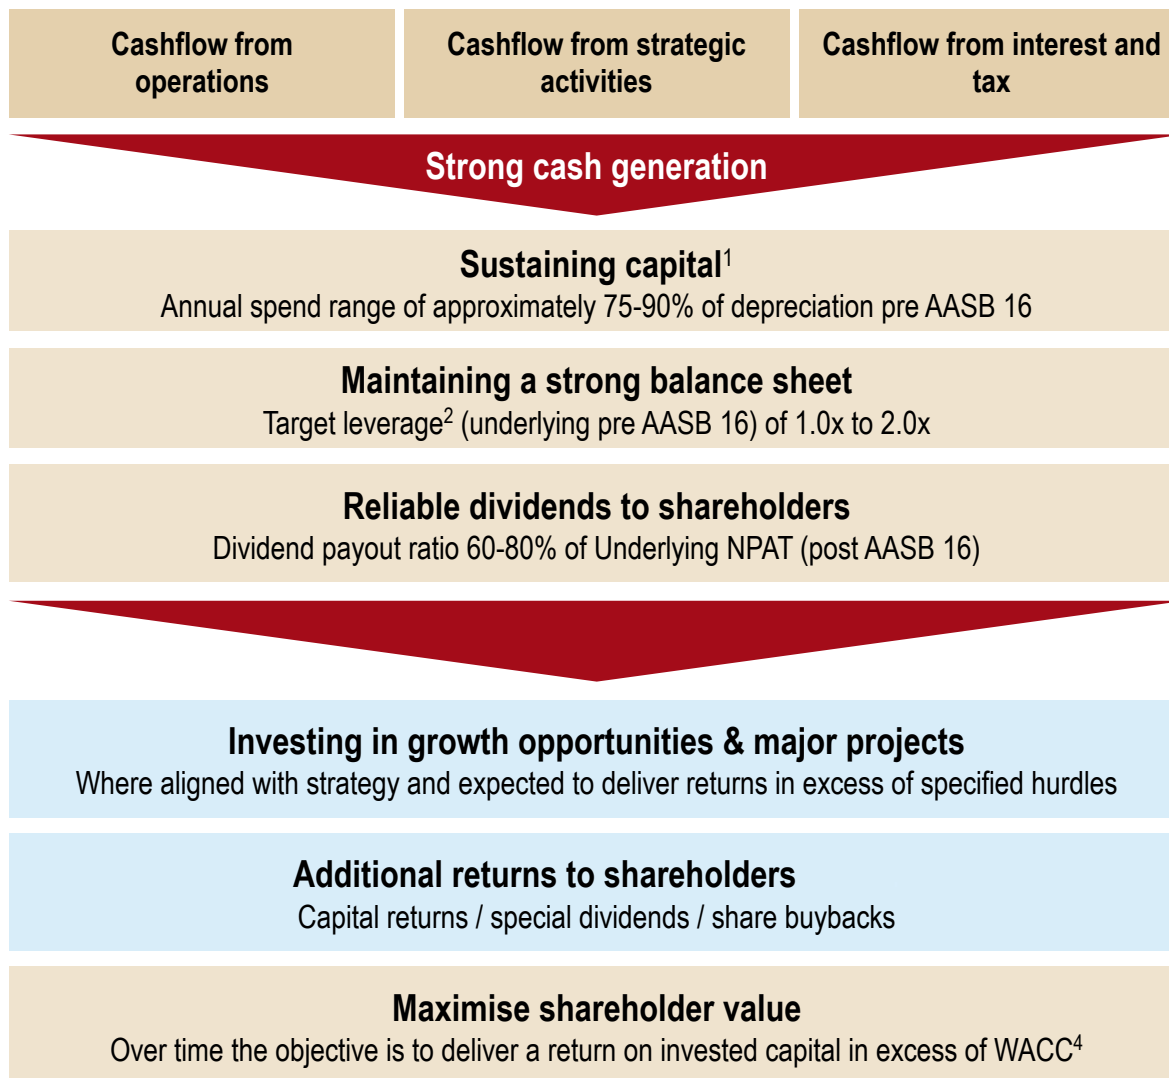 Cashflow from
operations
Cashflow from strategic
activities
Cashflow from interest and
tax
Strong cash generation
Sustaining capital¹
Annual spend range of approximately 75-90% of depreciation pre AASB 16
Maintaining a strong balance sheet
Target leverage² (underlying pre AASB 16) of 1.0x to 2.0x
Reliable dividends to shareholders
Dividend payout ratio 60-80% of Underlying NPAT (post AASB 16)
Investing in growth opportunities & major projects
Where aligned with strategy and expected to deliver returns in excess of specified hurdles
Additional returns to shareholders
Capital returns / special dividends / share buybacks
Maximise shareholder value
Over time the objective is to deliver a return on invested capital in excess of WACC⁴